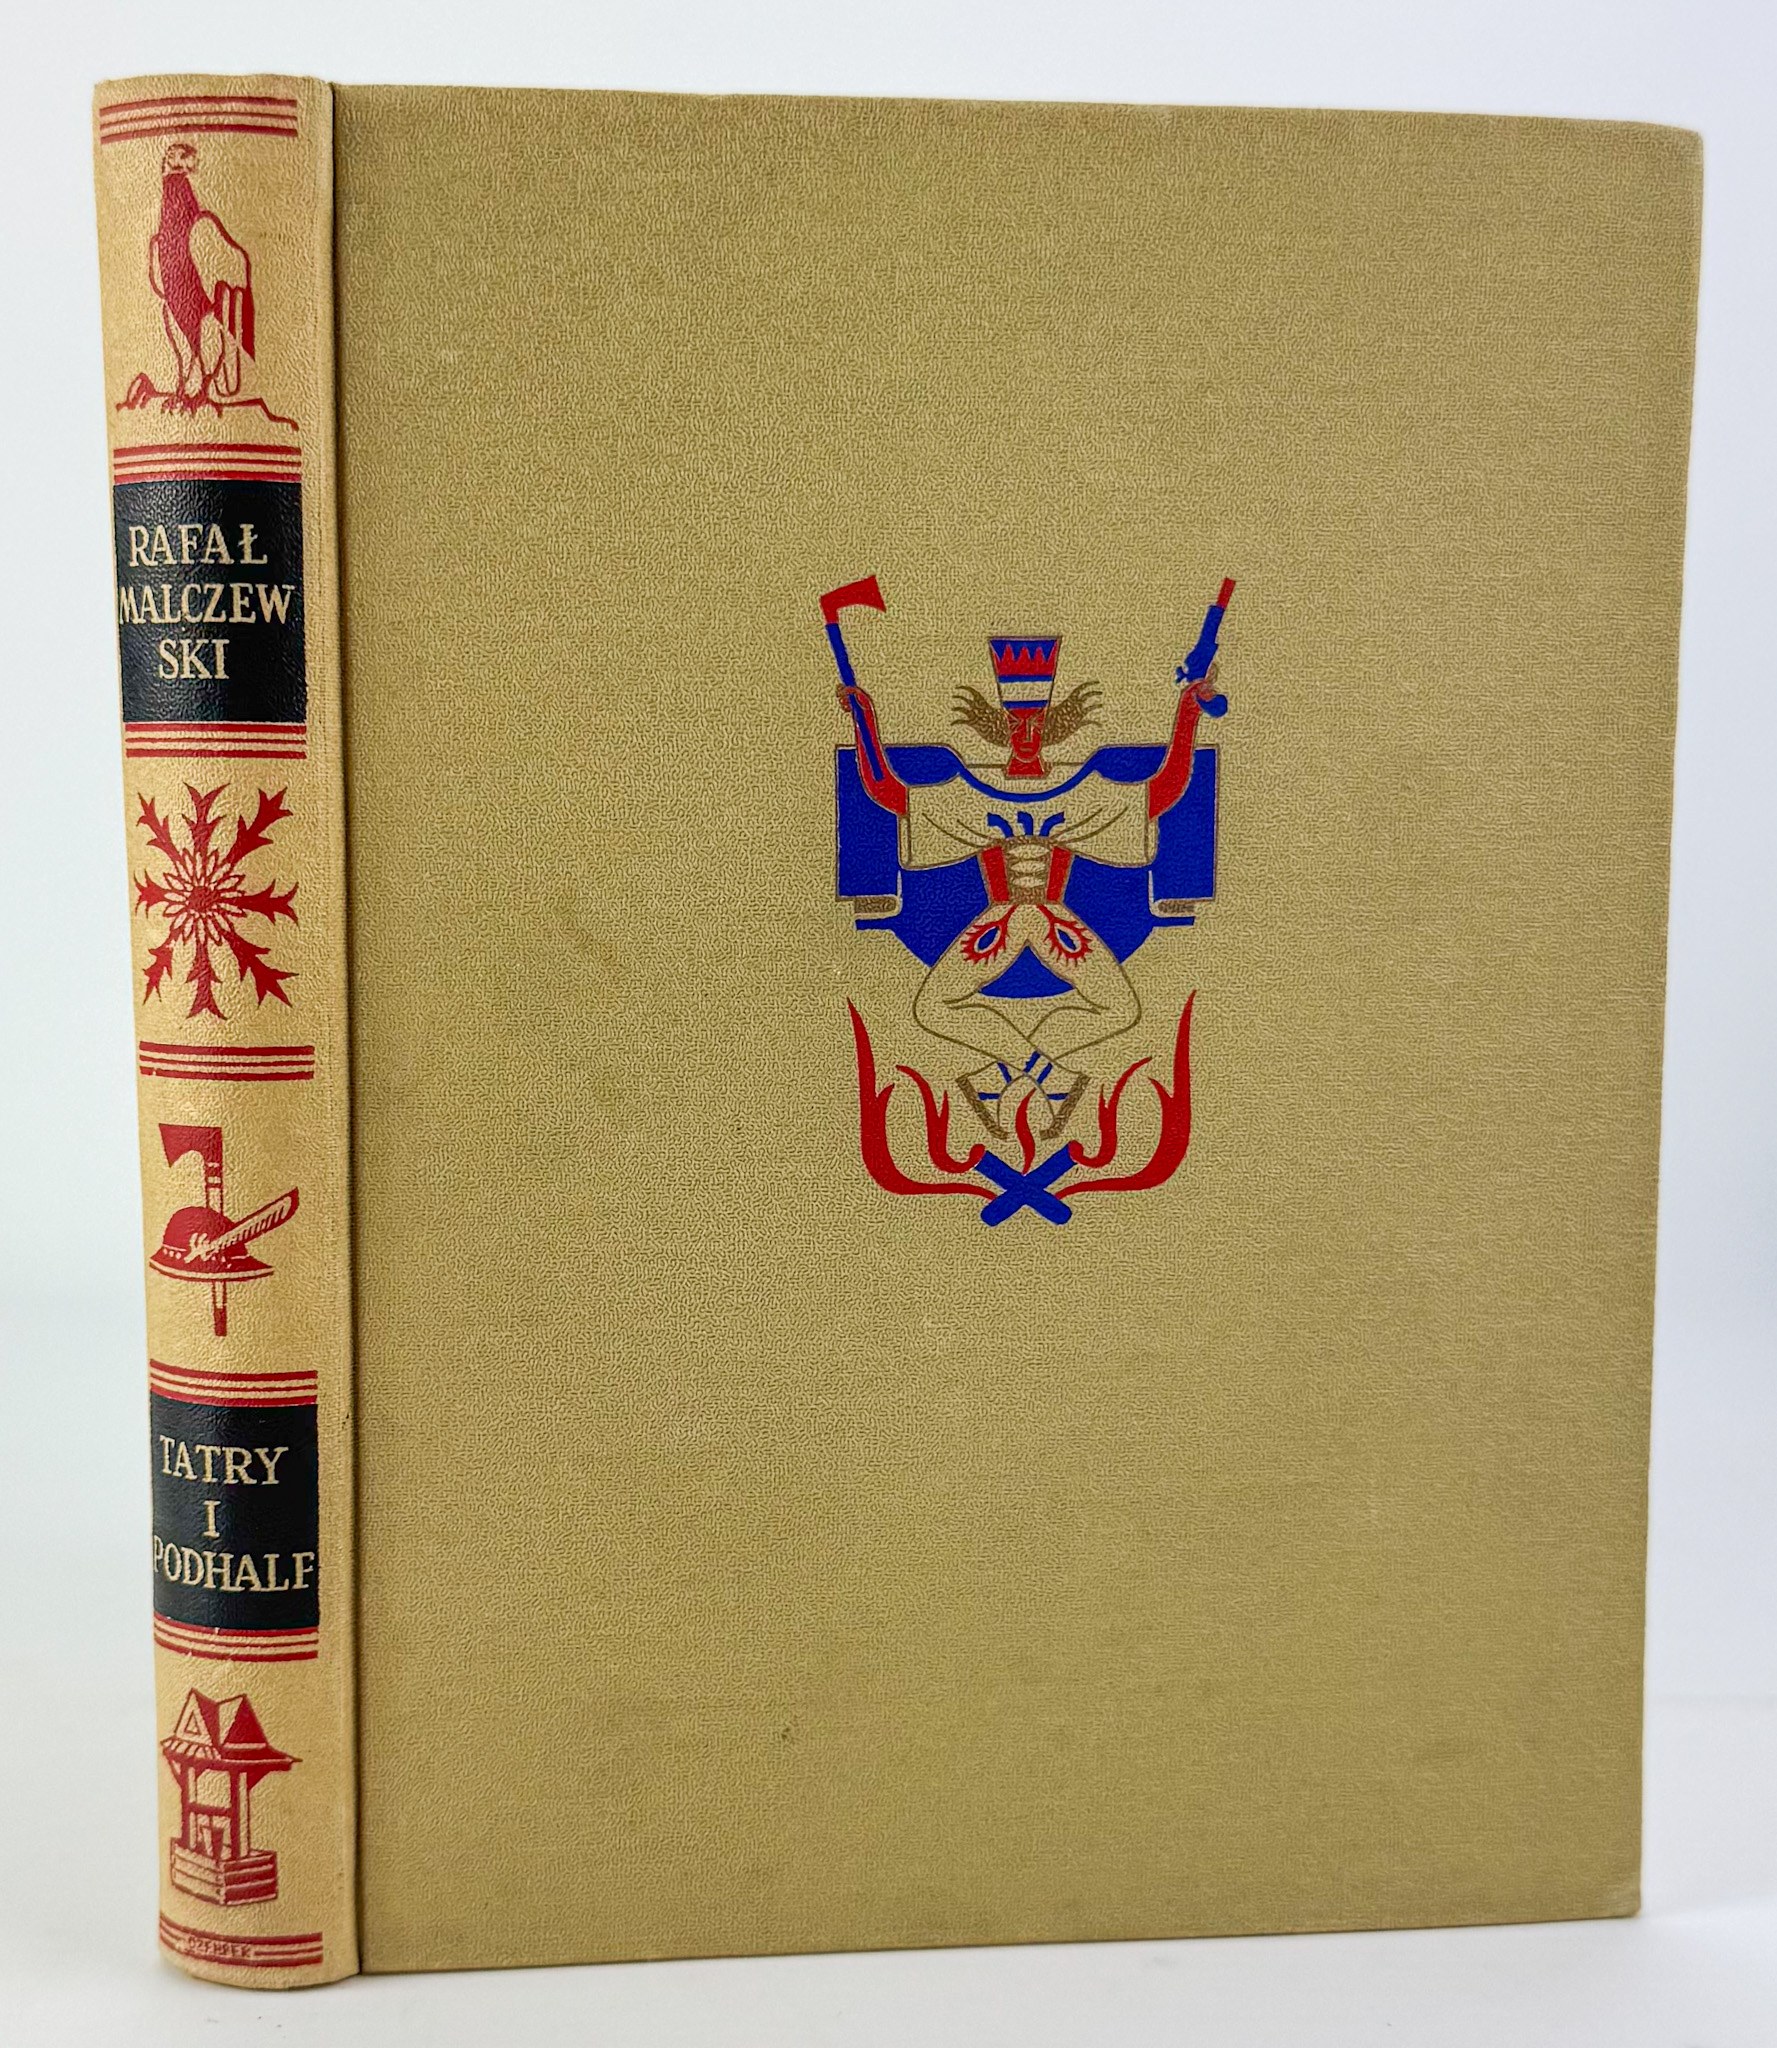 RAFAŁ
MALCZEW
SKI
TATRY
I
PODHALE